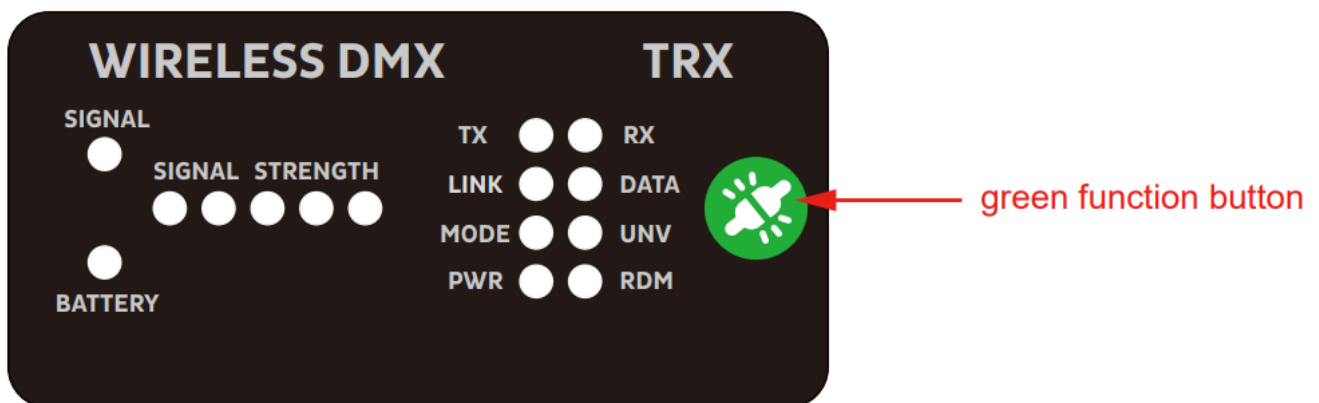 WIRELESS DMX TRX
SIGNAL
SIGNAL STRENGTH
BATTERY
TX RX
LINK DATA
MODE UNV
PWR RDM
green function button